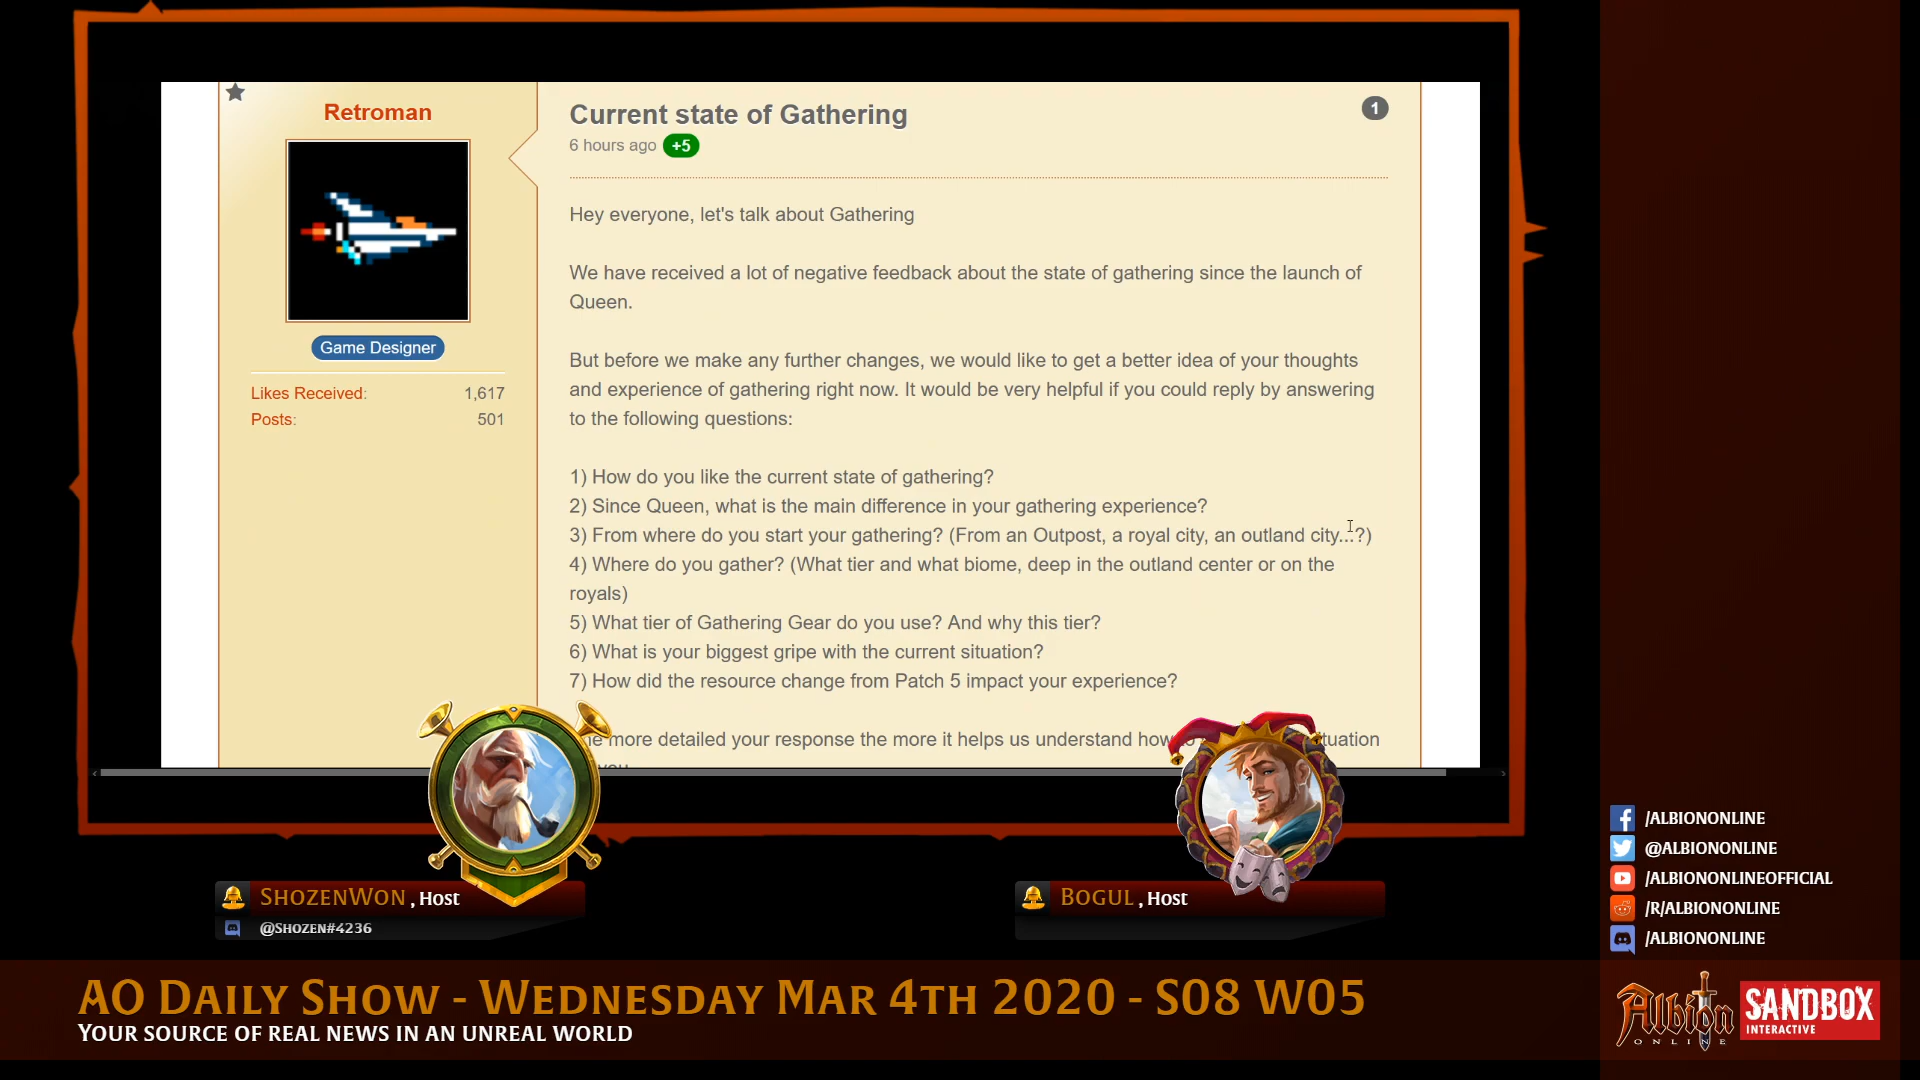 Retroman
Game Designer
Likes Received: 1,617
Posts: 501
Current state of Gathering
1
6 hours ago +5
Hey everyone, let's talk about Gathering
We have received a lot of negative feedback about the state of gathering since the launch of
Queen.
But before we make any further changes, we would like to get a better idea of your thoughts
and experience of gathering right now. It would be very helpful if you could reply by answering
to the following questions:
1) How do you like the current state of gathering?
2) Since Queen, what is the main difference in your gathering experience?
3) From where do you start your gathering? (From an Outpost, a royal city, an outland city...?)
4) Where do you gather? (What tier and what biome, deep in the outland center or on the
royals)
5) What tier of Gathering Gear do you use? And why this tier?
6) What is your biggest gripe with the current situation?
7) How did the resource change from Patch 5 impact your experience?
more detailed your response the more it helps us understand how
ShozenWon, Host
@Shozen#4236
Bogul, Host
/ALBIONONLINE
@ALBIONONLINE
/ALBIONONLINEOFFICIAL
/R/ALBIONONLINE
/ALBIONONLINE
AO Daily Show - Wednesday Mar 4th 2020 - S08 W05
Your source of real news in an unreal world
Albion
ONLINE
SANDBOX
INTERACTIVE